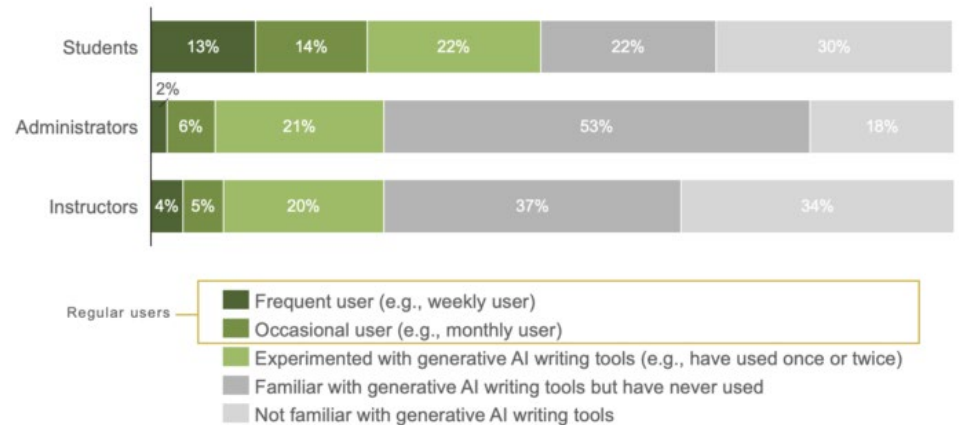 Students 13% 14% 22% 22% 30%
2%
Administrators 6% 21% 53% 18%
Instructors 4% 5% 20% 37% 34%
Regular users
Frequent user (e.g., weekly user)
Occasional user (e.g., monthly user)
Experimented with generative AI writing tools (e.g., have used once or twice)
Familiar with generative AI writing tools but have never used
Not familiar with generative AI writing tools